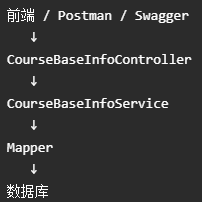 前端 / Postman / Swagger
↓
CourseBaseInfoController
↓
CourseBaseInfoService
↓
Mapper
↓
数据库